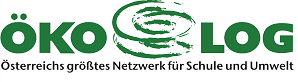 ÖKO LOG
Österreichs größtes Netzwerk für Schule und Umwelt